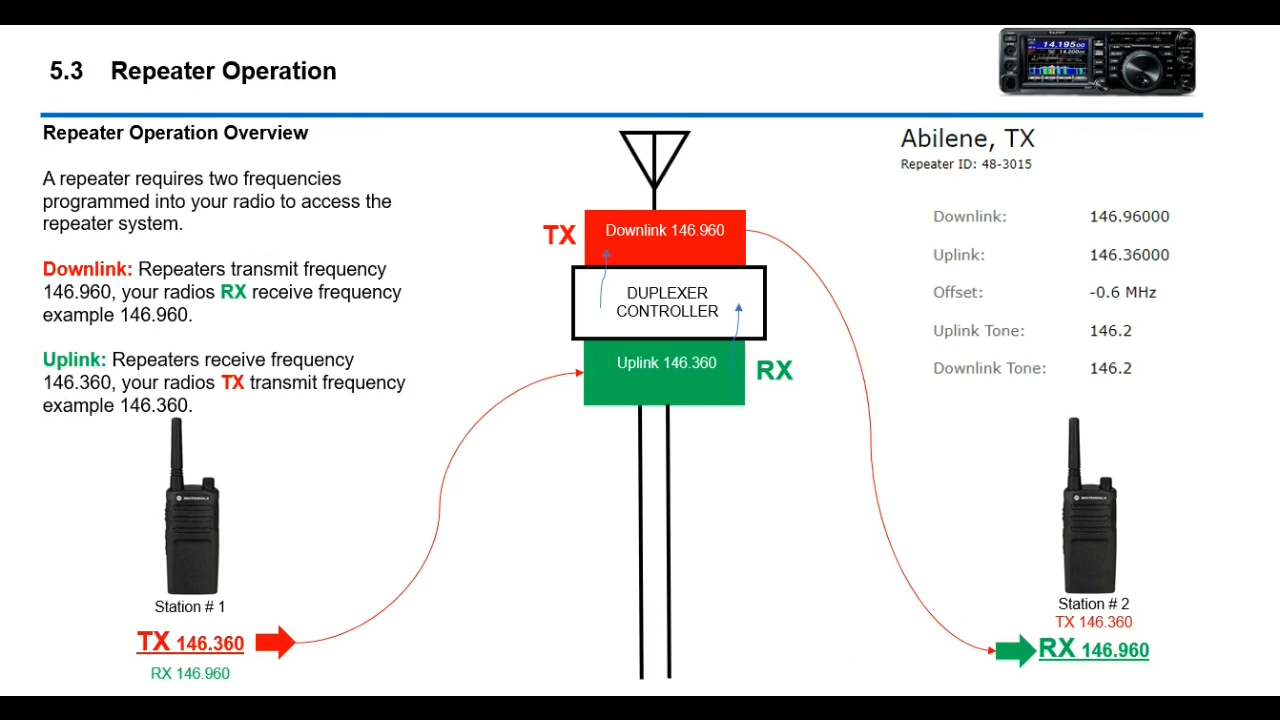 5.3 Repeater Operation
Repeater Operation Overview
A repeater requires two frequencies
programmed into your radio to access the
repeater system.
Downlink: Repeaters transmit frequency
146.960, your radios RX receive frequency
example 146.960.
Uplink: Repeaters receive frequency
146.360, your radios TX transmit frequency
example 146.360.
MOTOROLA
Station # 1
TX 146.360
RX 146.960
TX
Downlink 146.960
DUPLEXER
CONTROLLER
Uplink 146.360
RX
14.195.00
Abilene, TX
Repeater ID: 48-3015
Downlink: 146.96000
Uplink: 146.36000
Offset: -0.6 MHz
Uplink Tone: 146.2
Downlink Tone: 146.2
MOTOROLA
Station # 2
TX 146.360
RX 146.960